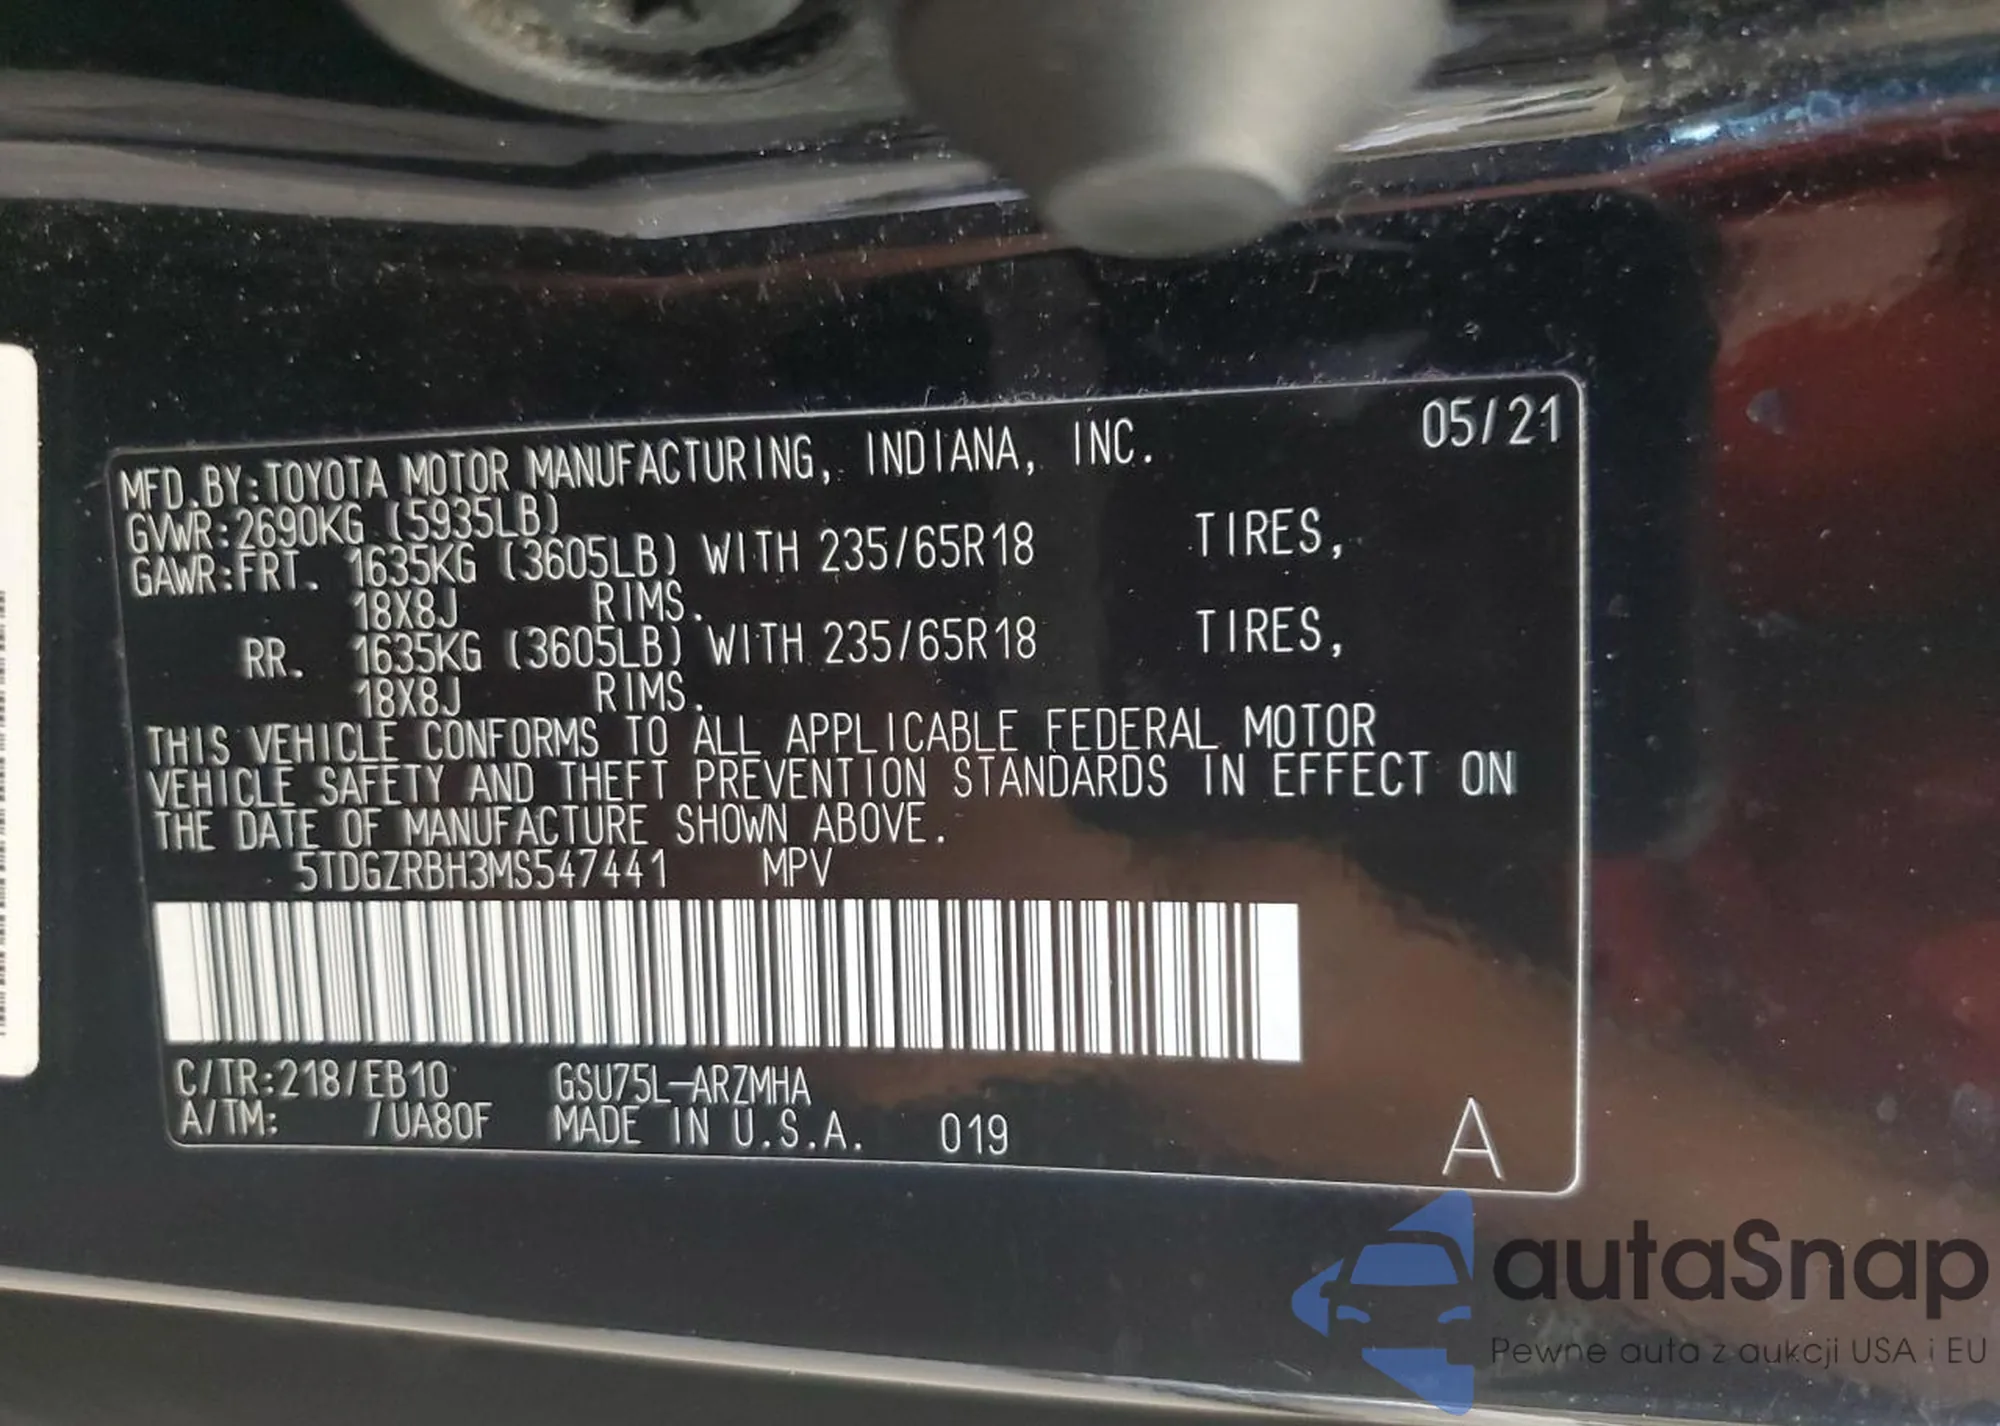 05/21
MFD.BY:TOYOTA MOTOR MANUFACTURING, INDIANA, INC.
GVWR:2690KG (5935LB)
GAWR:FRT. 1635KG (3605LB) WITH 235/65R18 TIRES,
18X8J RIMS.
RR. 1635KG (3605LB) WITH 235/65R18 TIRES,
18X8J RIMS.
THIS VEHICLE CONFORMS TO ALL APPLICABLE FEDERAL MOTOR
VEHICLE SAFETY AND THEFT PREVENTION STANDARDS IN EFFECT ON
THE DATE OF MANUFACTURE SHOWN ABOVE.
5TDGZRBH3MS547441 MPV
C/TR:218/EB10 GSU75L-ARZMHA
A/TM: /UA80F MADE IN U.S.A. 019
A
autaSnap
Pewne auta z aukcji USA i EU